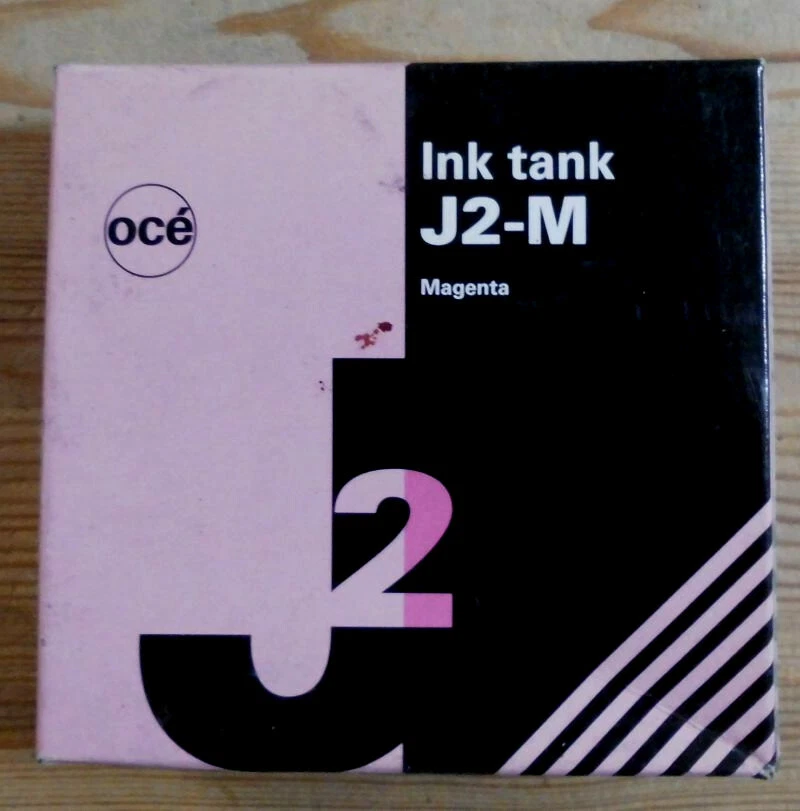 océ
Ink tank
J2-M
Magenta
J2